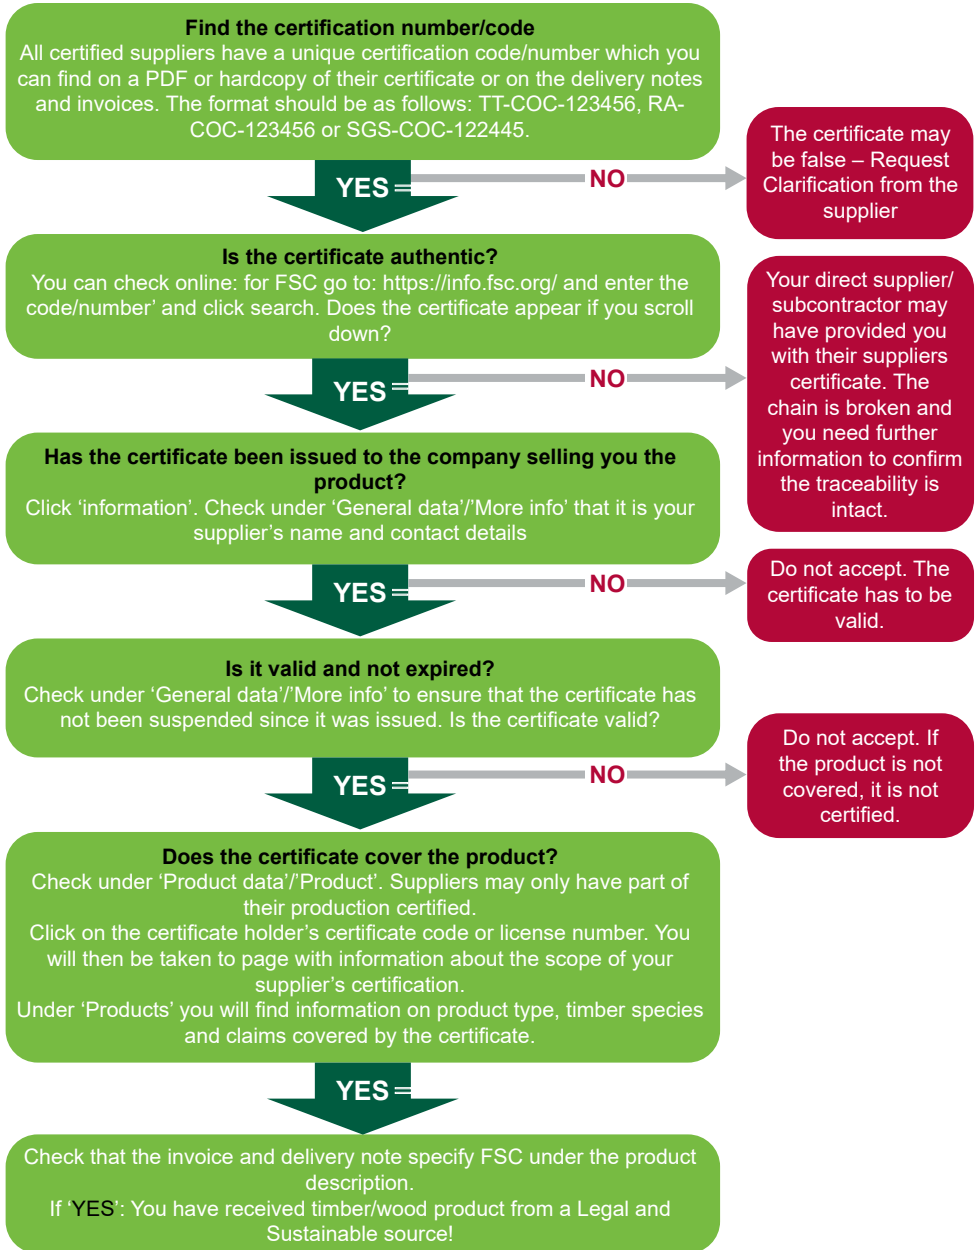 Find the certification number/code
All certified suppliers have a unique certification code/number which you
can find on a PDF or hardcopy of their certificate or on the delivery notes
and invoices. The format should be as follows: TT-COC-123456, RA-
COC-123456 or SGS-COC-122445.
YES
NO
The certificate may
be false – Request
Clarification from the
supplier
Is the certificate authentic?
You can check online: for FSC go to: https://info.fsc.org/ and enter the
code/number’ and click search. Does the certificate appear if you scroll
down?
YES
NO
Your direct supplier/
subcontractor may
have provided you
with their suppliers
certificate. The
chain is broken and
you need further
information to confirm
the traceability is
intact.
Has the certificate been issued to the company selling you the
product?
Click ‘information’. Check under ‘General data’/’More info’ that it is your
supplier’s name and contact details
YES
NO
Do not accept. The
certificate has to be
valid.
Is it valid and not expired?
Check under ‘General data’/’More info’ to ensure that the certificate has
not been suspended since it was issued. Is the certificate valid?
YES
NO
Do not accept. If
the product is not
covered, it is not
certified.
Does the certificate cover the product?
Check under ‘Product data’/’Product’. Suppliers may only have part of
their production certified.
Click on the certificate holder’s certificate code or license number. You
will then be taken to page with information about the scope of your
supplier’s certification.
Under ‘Products’ you will find information on product type, timber species
and claims covered by the certificate.
YES
Check that the invoice and delivery note specify FSC under the product
description.
If ‘YES’: You have received timber/wood product from a Legal and
Sustainable source!